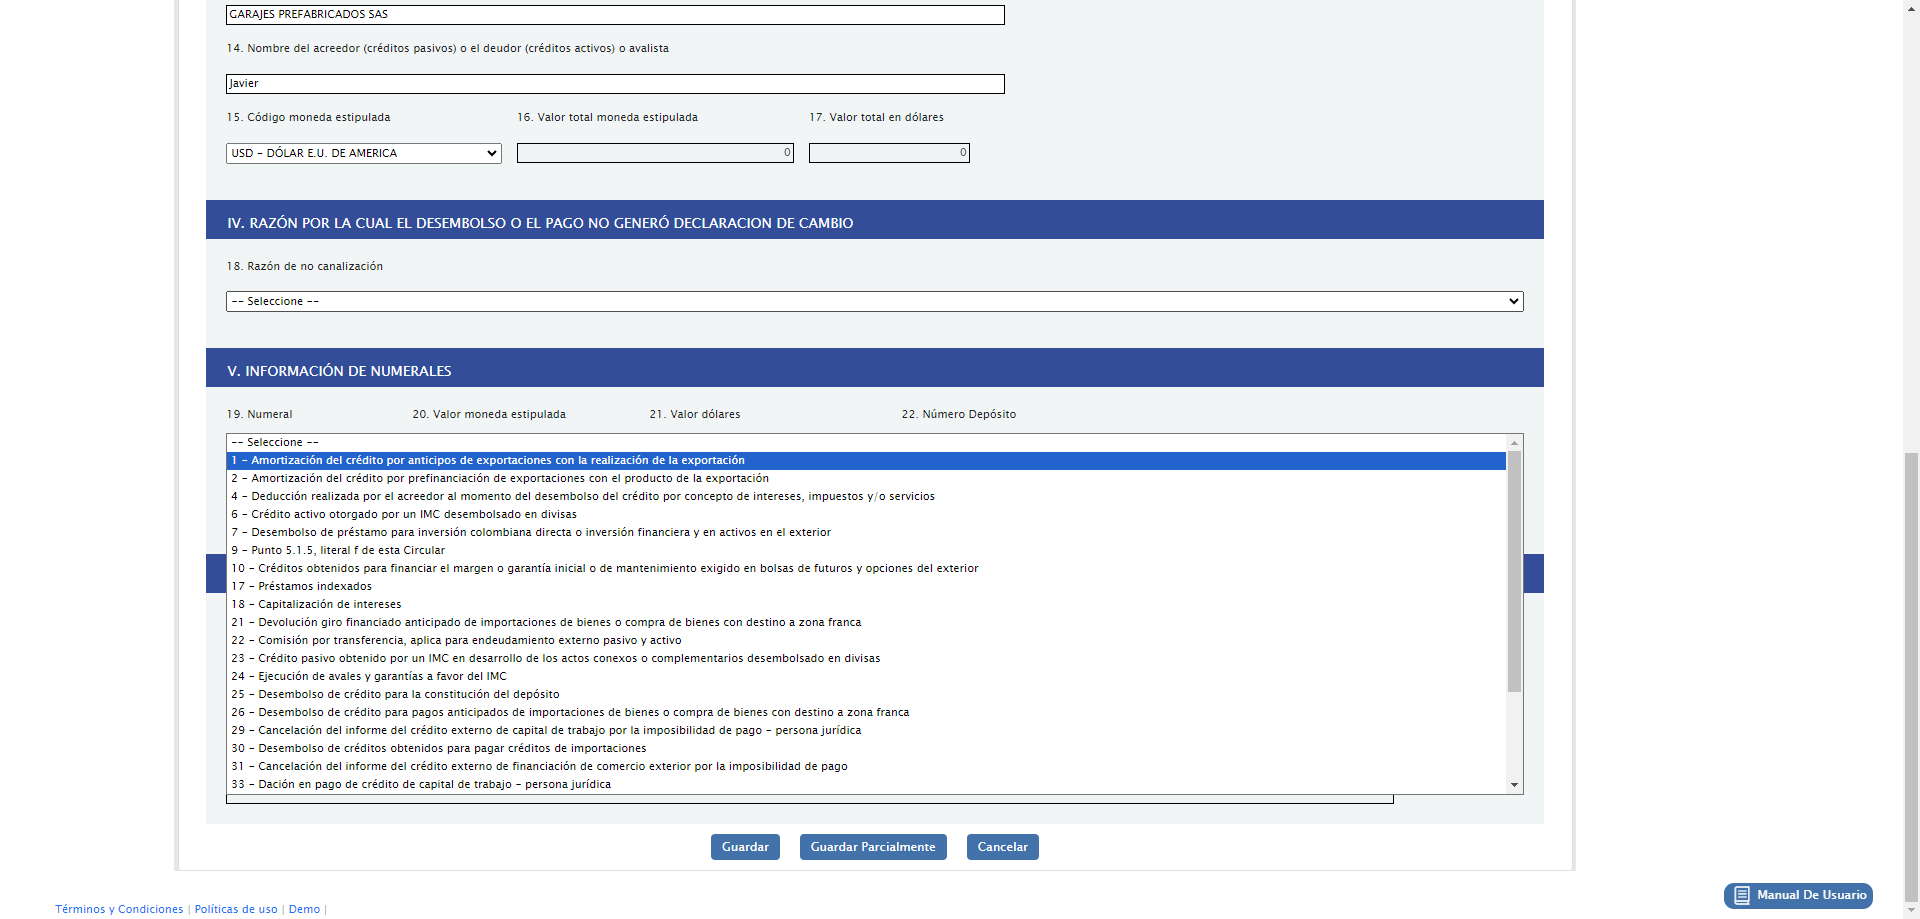 GARAJES PREFABRICADOS SAS
14. Nombre del acreedor (créditos pasivos) o el deudor (créditos activos) o avalista
Javier
15. Código moneda estipulada 16. Valor total moneda estipulada 17. Valor total en dólares
USD - DÓLAR E.U. DE AMERICA 0 0
IV. RAZÓN POR LA CUAL EL DESEMBOLSO O EL PAGO NO GENERÓ DECLARACION DE CAMBIO
18. Razón de no canalización
-- Seleccione --
V. INFORMACIÓN DE NUMERALES
19. Numeral 20. Valor moneda estipulada 21. Valor dólares 22. Número Depósito
-- Seleccione --
1 - Amortización del crédito por anticipos de exportaciones con la realización de la exportación
2 - Amortización del crédito por prefinanciación de exportaciones con el producto de la exportación
4 - Deducción realizada por el acreedor al momento del desembolso del crédito por concepto de intereses, impuestos y/o servicios
6 - Crédito activo otorgado por un IMC desembolsado en divisas
7 - Desembolso de préstamo para inversión colombiana directa o inversión financiera y en activos en el exterior
9 - Punto 5.1.5, literal f de esta Circular
10 - Créditos obtenidos para financiar el margen o garantía inicial o de mantenimiento exigido en bolsas de futuros y opciones del exterior
17 - Préstamos indexados
18 - Capitalización de intereses
21 - Devolución giro financiado anticipado de importaciones de bienes o compra de bienes con destino a zona franca
22 - Comisión por transferencia, aplica para endeudamiento externo pasivo y activo
23 - Crédito pasivo obtenido por un IMC en desarrollo de los actos conexos o complementarios desembolsado en divisas
24 - Ejecución de avales y garantías a favor del IMC
25 - Desembolso de crédito para la constitución del depósito
26 - Desembolso de crédito para pagos anticipados de importaciones de bienes o compra de bienes con destino a zona franca
29 - Cancelación del informe del crédito externo de capital de trabajo por la imposibilidad de pago - persona jurídica
30 - Desembolso de créditos obtenidos para pagar créditos de importaciones
31 - Cancelación del informe del crédito externo de financiación de comercio exterior por la imposibilidad de pago
33 - Dación en pago de crédito de capital de trabajo - persona jurídica
Guardar Guardar Parcialmente Cancelar
Manual De Usuario
Términos y Condiciones | Políticas de uso | Demo |